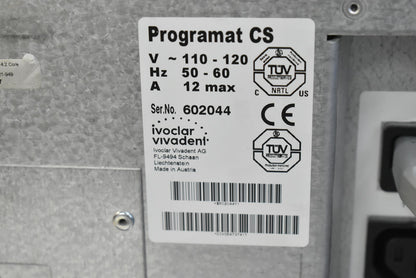 Programat CS
V ~ 110 - 120
Hz 50 - 60
A 12 max
TÜV
C NRTL US
Ser.No. 602044
CE
ivoclar
vivadent
TÜV
Ivoclar Vivadent AG
FL-9494 Schaan
Liechtenstein
Made in Austria